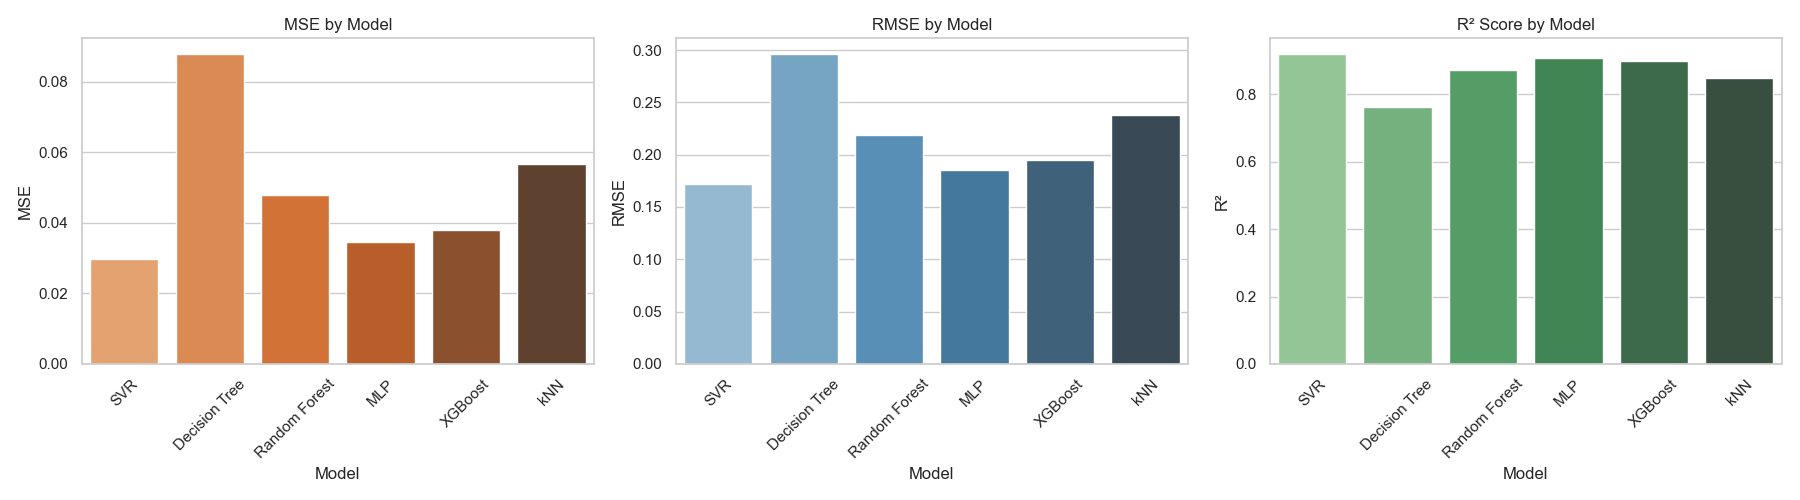 MSE by Model
MSE
0.08
0.06
0.04
0.02
0.00
SVR
Decision Tree
Random Forest
MLP
XGBoost
kNN
Model
RMSE by Model
RMSE
0.30
0.25
0.20
0.15
0.10
0.05
0.00
SVR
Decision Tree
Random Forest
MLP
XGBoost
kNN
Model
R² Score by Model
R²
0.8
0.6
0.4
0.2
0.0
SVR
Decision Tree
Random Forest
MLP
XGBoost
kNN
Model